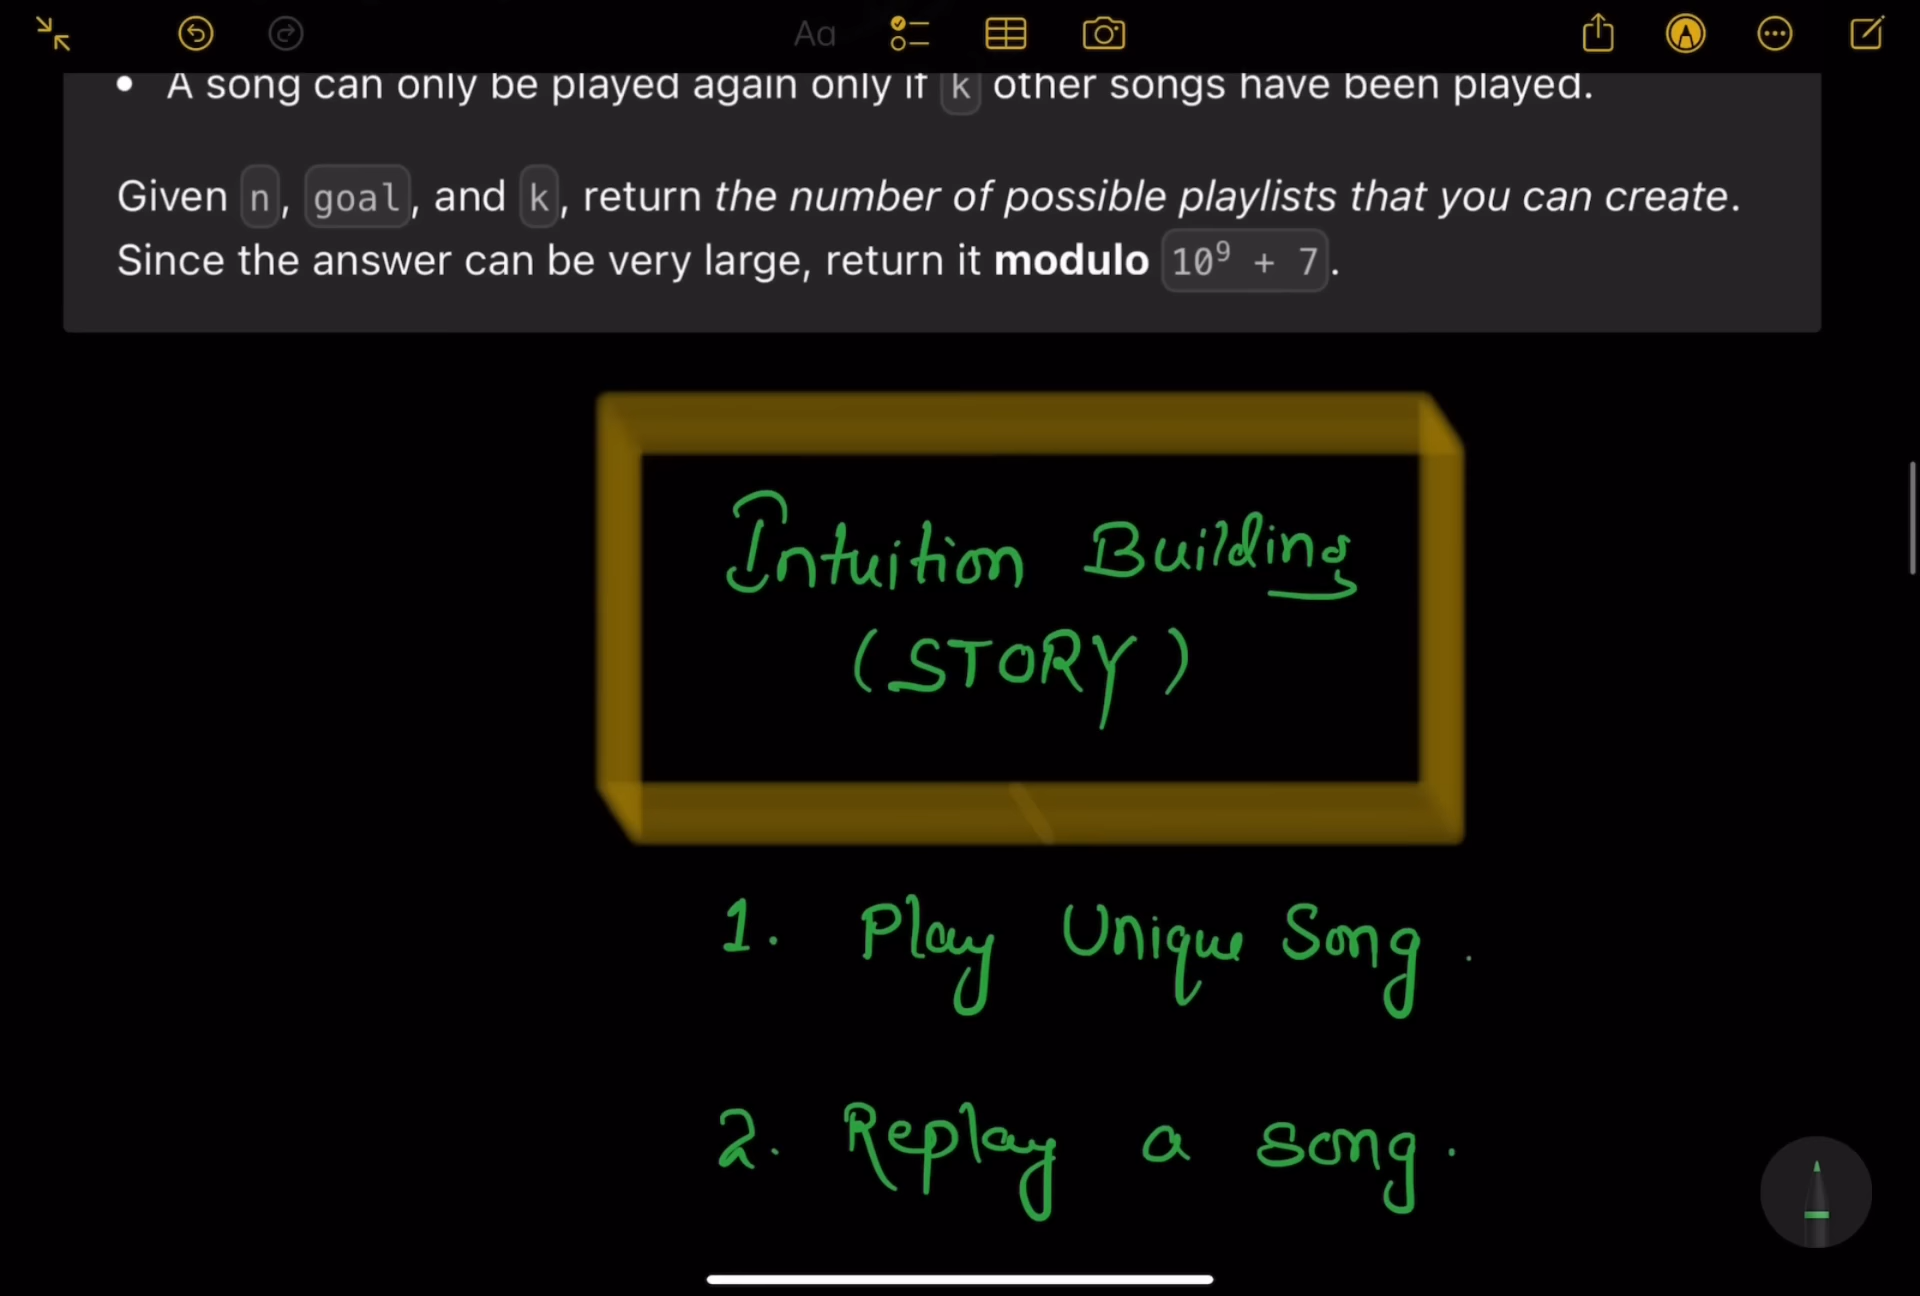 Aa
• A song can only be played again only if k other songs have been played.
Given n, goal, and k, return the number of possible playlists that you can create.
Since the answer can be very large, return it modulo 10⁹ + 7.
Intuition Building
(STORY)
1. Play Unique Song.
2. Replay a song.